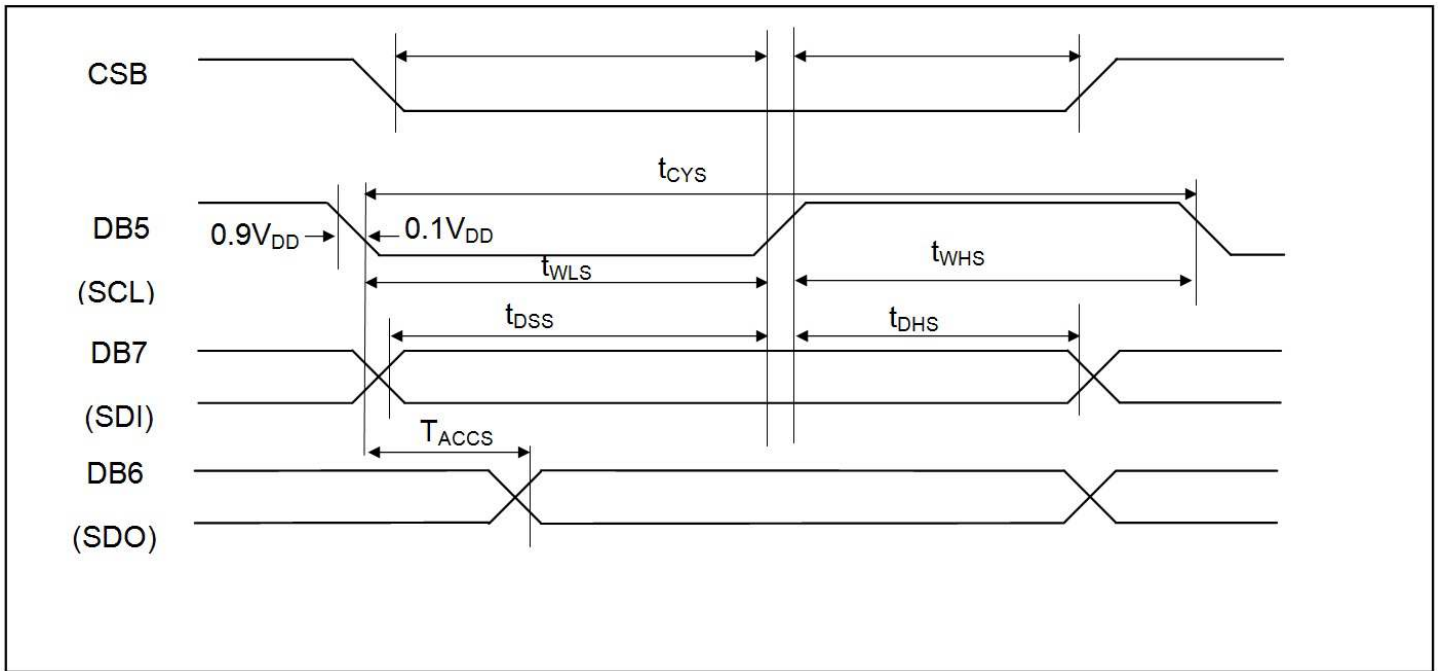 CSB
tCYS
DB5
0.9VDD
0.1VDD
tWLS
tWHS
(SCL)
tDSS
tDHS
DB7
(SDI)
TACCS
DB6
(SDO)